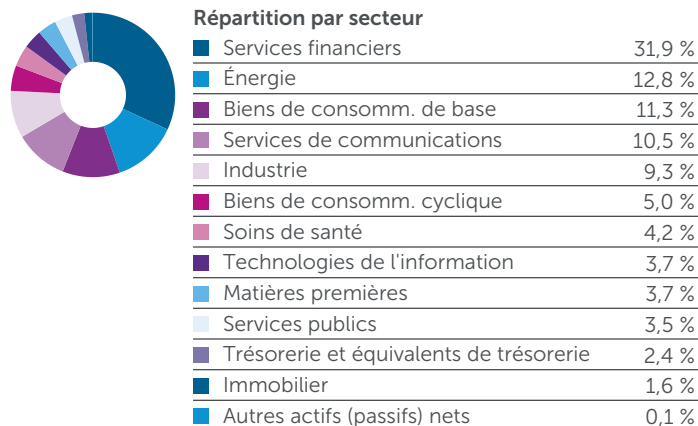 Répartition par secteur
Services financiers 31,9 %
Énergie 12,8 %
Biens de consomm. de base 11,3 %
Services de communications 10,5 %
Industrie 9,3 %
Biens de consomm. cyclique 5,0 %
Soins de santé 4,2 %
Technologies de l'information 3,7 %
Matières premières 3,7 %
Services publics 3,5 %
Trésorerie et équivalents de trésorerie 2,4 %
Immobilier 1,6 %
Autres actifs (passifs) nets 0,1 %